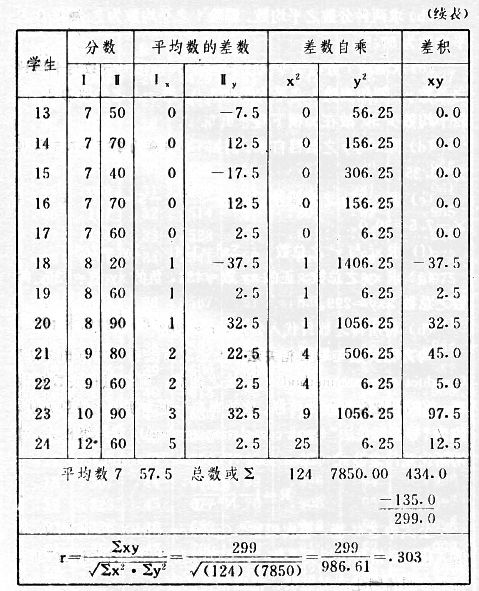 (续表)
学生 分数 平均数的差数 差数自乘 差积
Ⅰ Ⅱ Ⅰx Ⅱy x² y² xy
13 7 50 0 -7.5 0 56.25 0.0
14 7 70 0 12.5 0 156.25 0.0
15 7 40 0 -17.5 0 306.25 0.0
16 7 70 0 12.5 0 156.25 0.0
17 7 60 0 2.5 0 6.25 0.0
18 8 20 1 -37.5 1 1406.25 -37.5
19 8 60 1 2.5 1 6.25 2.5
20 8 90 1 32.5 1 1056.25 32.5
21 9 80 2 22.5 4 506.25 45.0
22 9 60 2 2.5 4 6.25 5.0
23 10 90 3 32.5 9 1056.25 97.5
24 12 60 5 2.5 25 6.25 12.5
平均数 7 57.5 总数或Σ 124 7850.00 434.0
-135.0
299.0
r=Σxy/√Σx²·Σy²=299/√(124)(7850)=299/986.61=.303